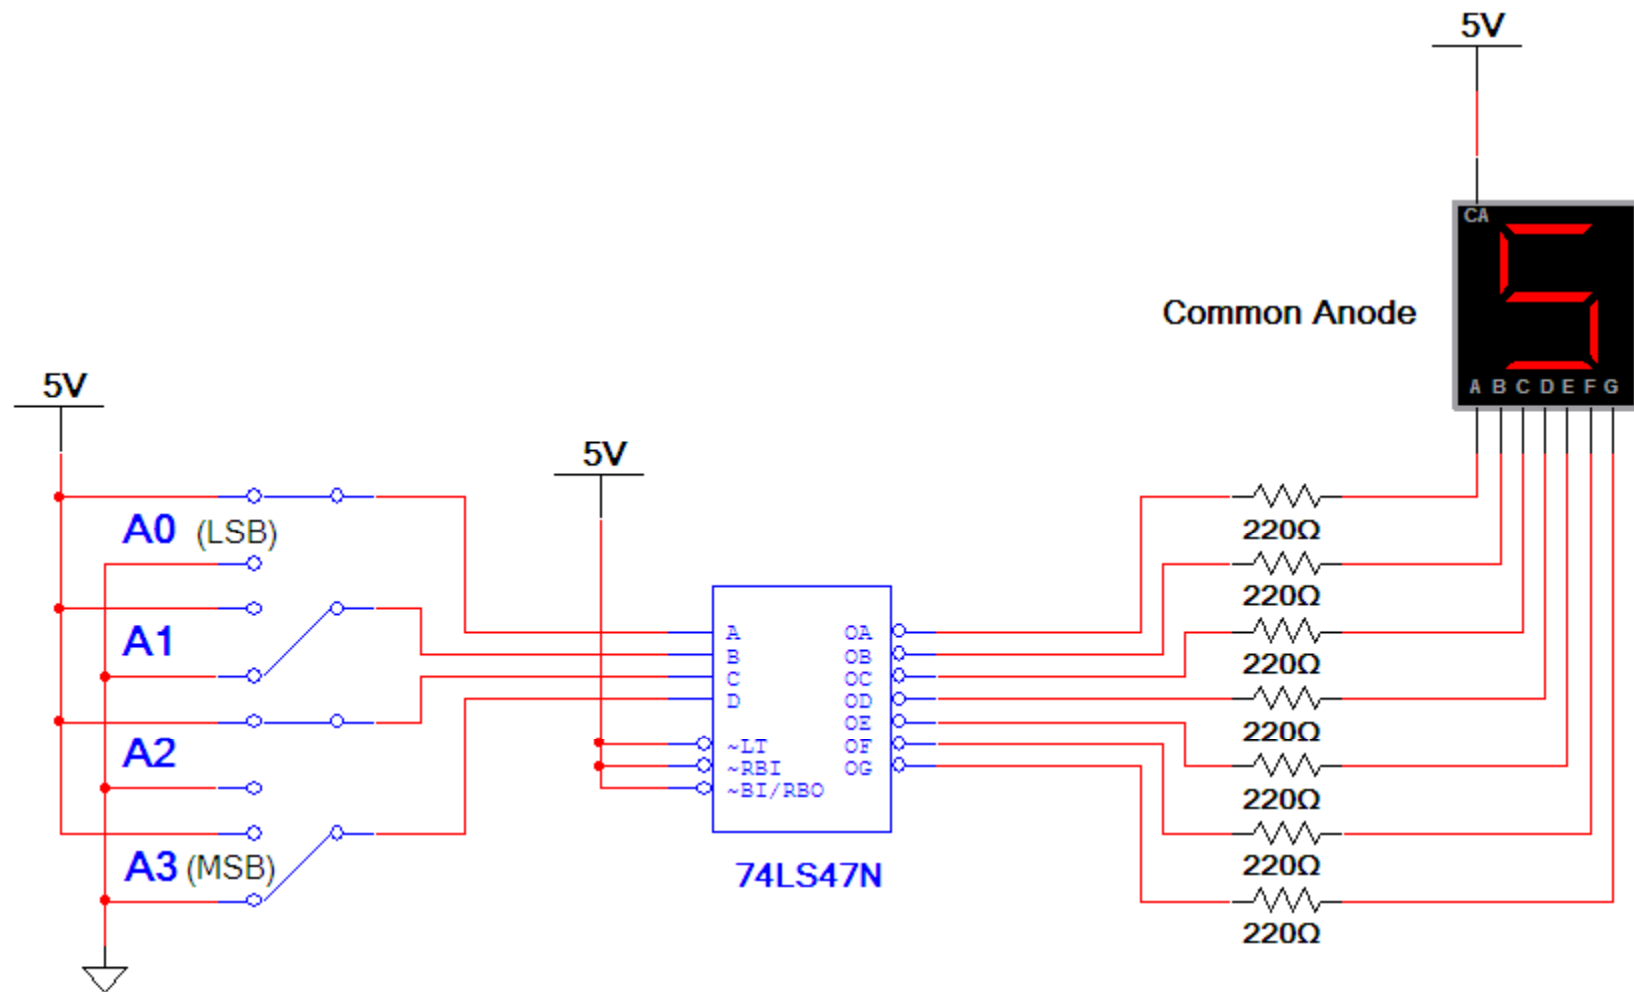 5V
CA
Common Anode
A B C D E F G
5V
5V
A0 (LSB)
A1
A2
A3 (MSB)
A
B
C
D
~LT
~RBI
~BI/RBO
OA
OB
OC
OD
OE
OF
OG
74LS47N
220Ω
220Ω
220Ω
220Ω
220Ω
220Ω
220Ω
5